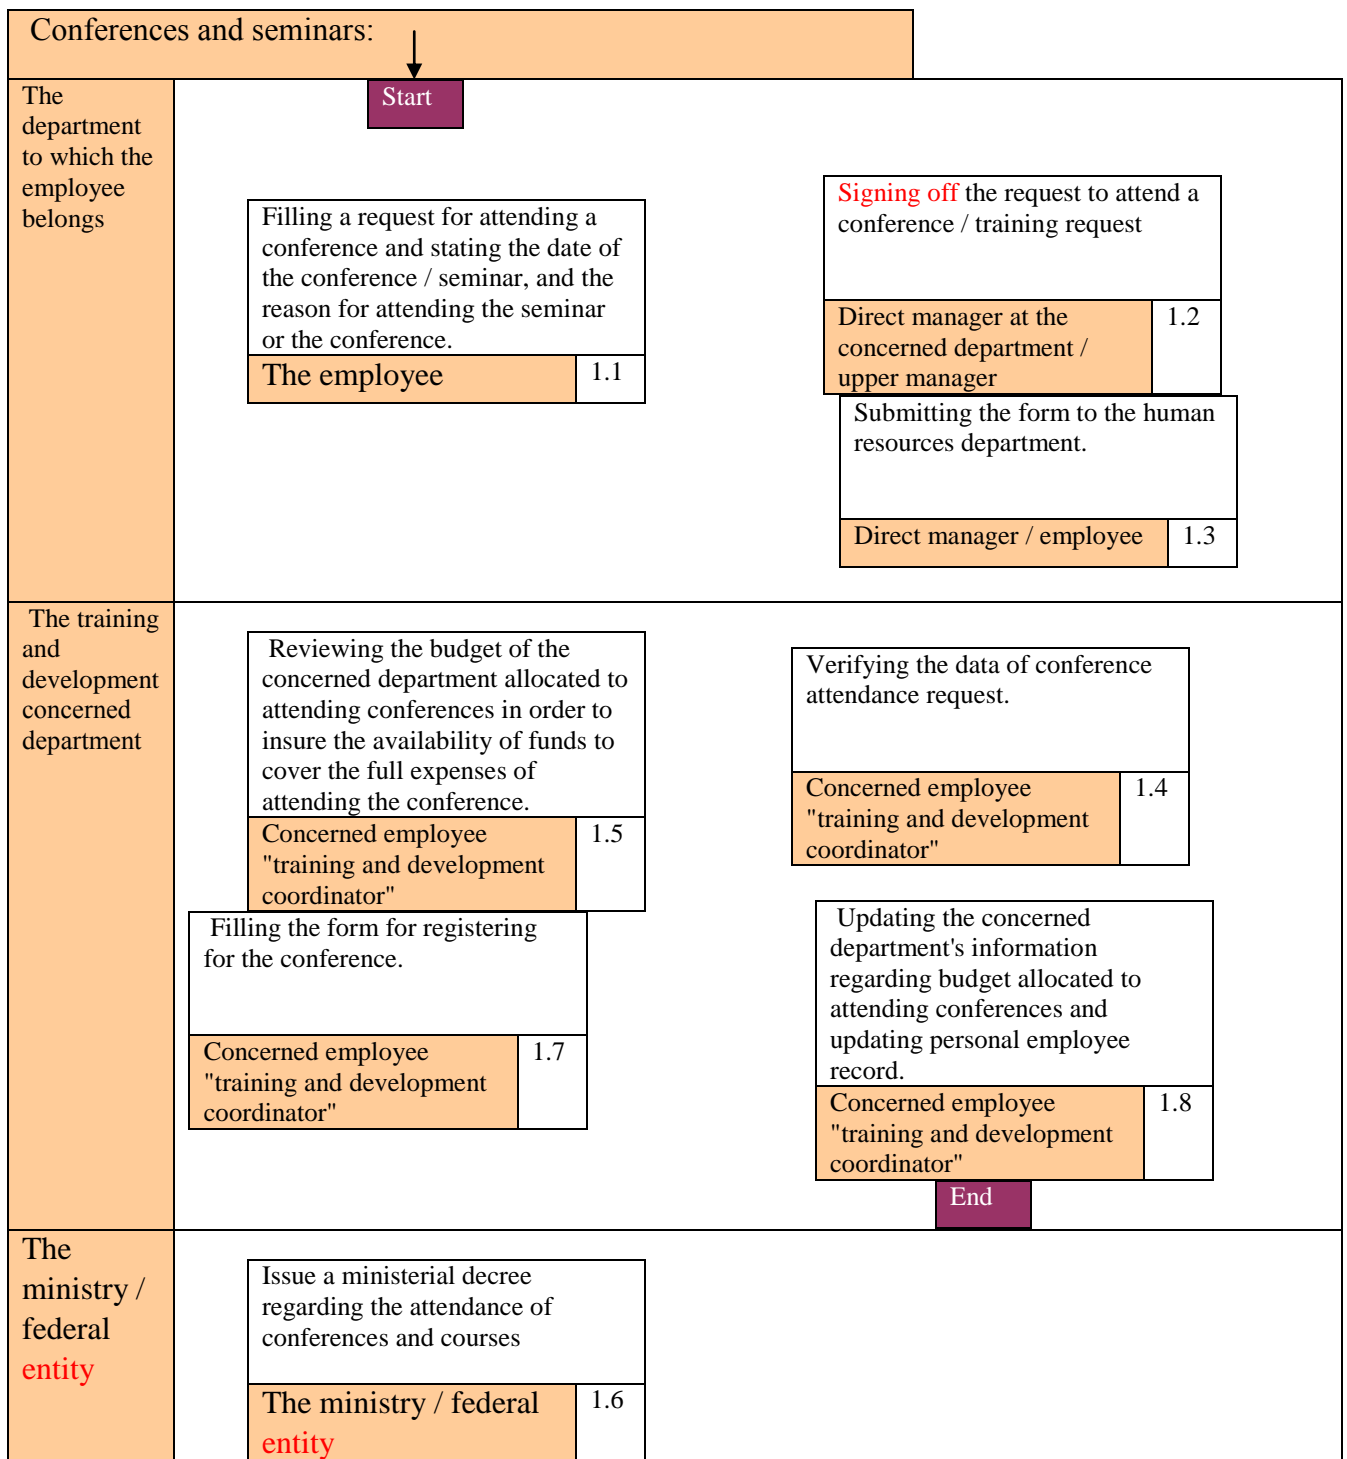 Conferences and seminars:
The
department
to which the
employee
belongs
Start
Filling a request for attending a
conference and stating the date of
the conference / seminar, and the
reason for attending the seminar
or the conference.
The employee
1.1
Signing off the request to attend a
conference / training request
Direct manager at the
concerned department /
upper manager
1.2
Submitting the form to the human
resources department.
Direct manager / employee
1.3
The training
and
development
concerned
department
Reviewing the budget of the
concerned department allocated to
attending conferences in order to
insure the availability of funds to
cover the full expenses of
attending the conference.
Concerned employee
"training and development
coordinator"
1.5
Verifying the data of conference
attendance request.
Concerned employee
"training and development
coordinator"
1.4
Filling the form for registering
for the conference.
Concerned employee
"training and development
coordinator"
1.7
Updating the concerned
department's information
regarding budget allocated to
attending conferences and
updating personal employee
record.
Concerned employee
"training and development
coordinator"
1.8
End
The
ministry /
federal
entity
Issue a ministerial decree
regarding the attendance of
conferences and courses
The ministry / federal
entity
1.6